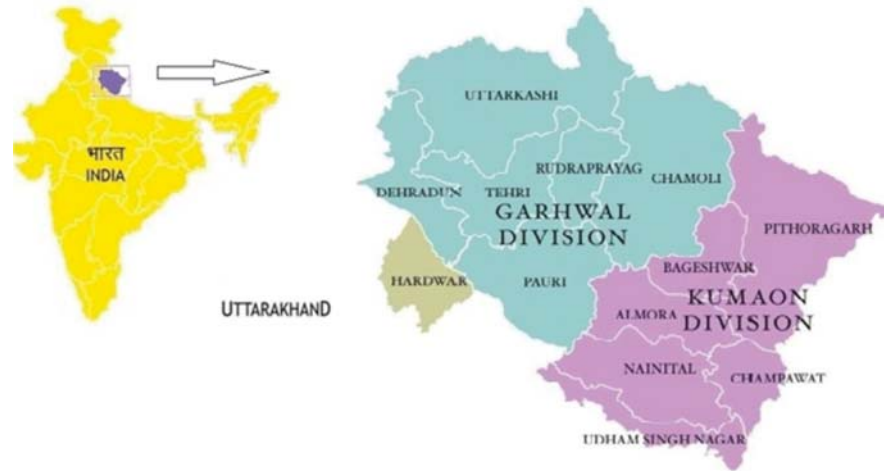 भारत
INDIA
UTTARAKHAND
UTTARKASHI
RUDRAPRAYAG
CHAMOLI
DEHRADUN
TEHRI
GARHWAL
DIVISION
HARDWAR
PAURI
PITHORAGARH
BAGESHWAR
KUMAON
DIVISION
ALMORA
NAINITAL
CHAMPAWAT
UDHAM SINGH NAGAR